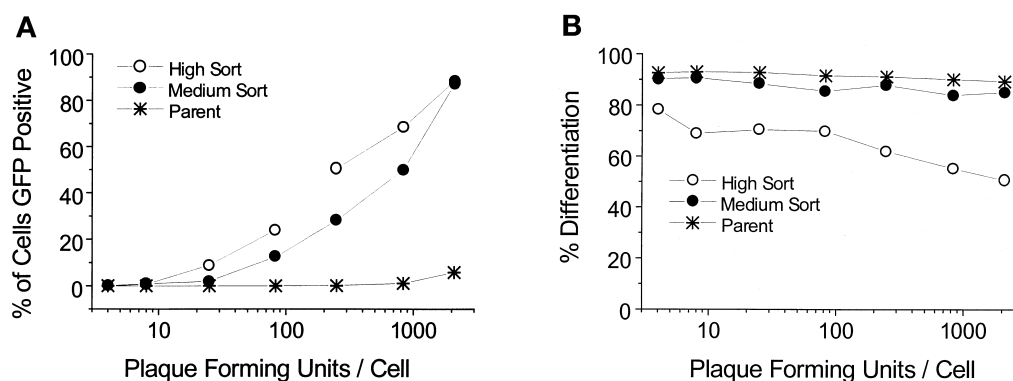 A
% of Cells GFP Positive
100
80
60
40
20
0
High Sort
Medium Sort
Parent
10
100
1000
Plaque Forming Units / Cell
B
% Differentiation
100
80
60
40
20
0
High Sort
Medium Sort
Parent
10
100
1000
Plaque Forming Units / Cell